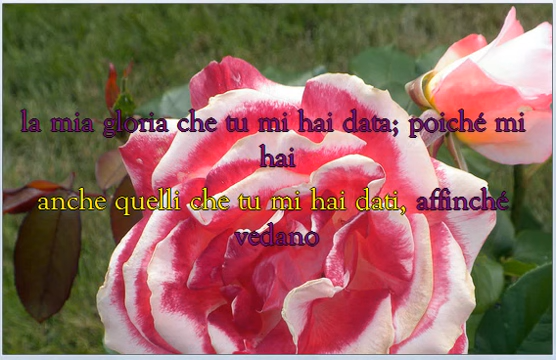 la mia gloria che tu mi hai data; poiché mi
hai
anche quelli che tu mi hai dati, affinché
vedano